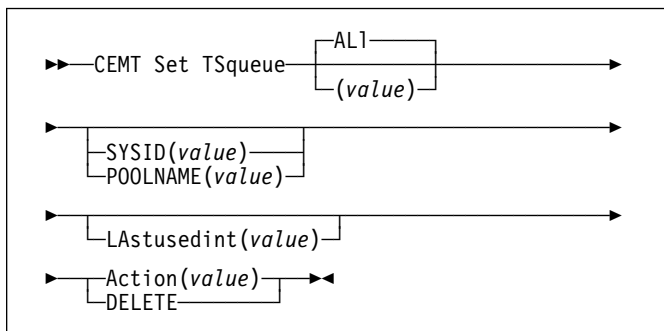 ALl
CEMT Set TSqueue
(value)
SYSID(value)
POOLNAME(value)
LAstusedint(value)
Action(value)
DELETE